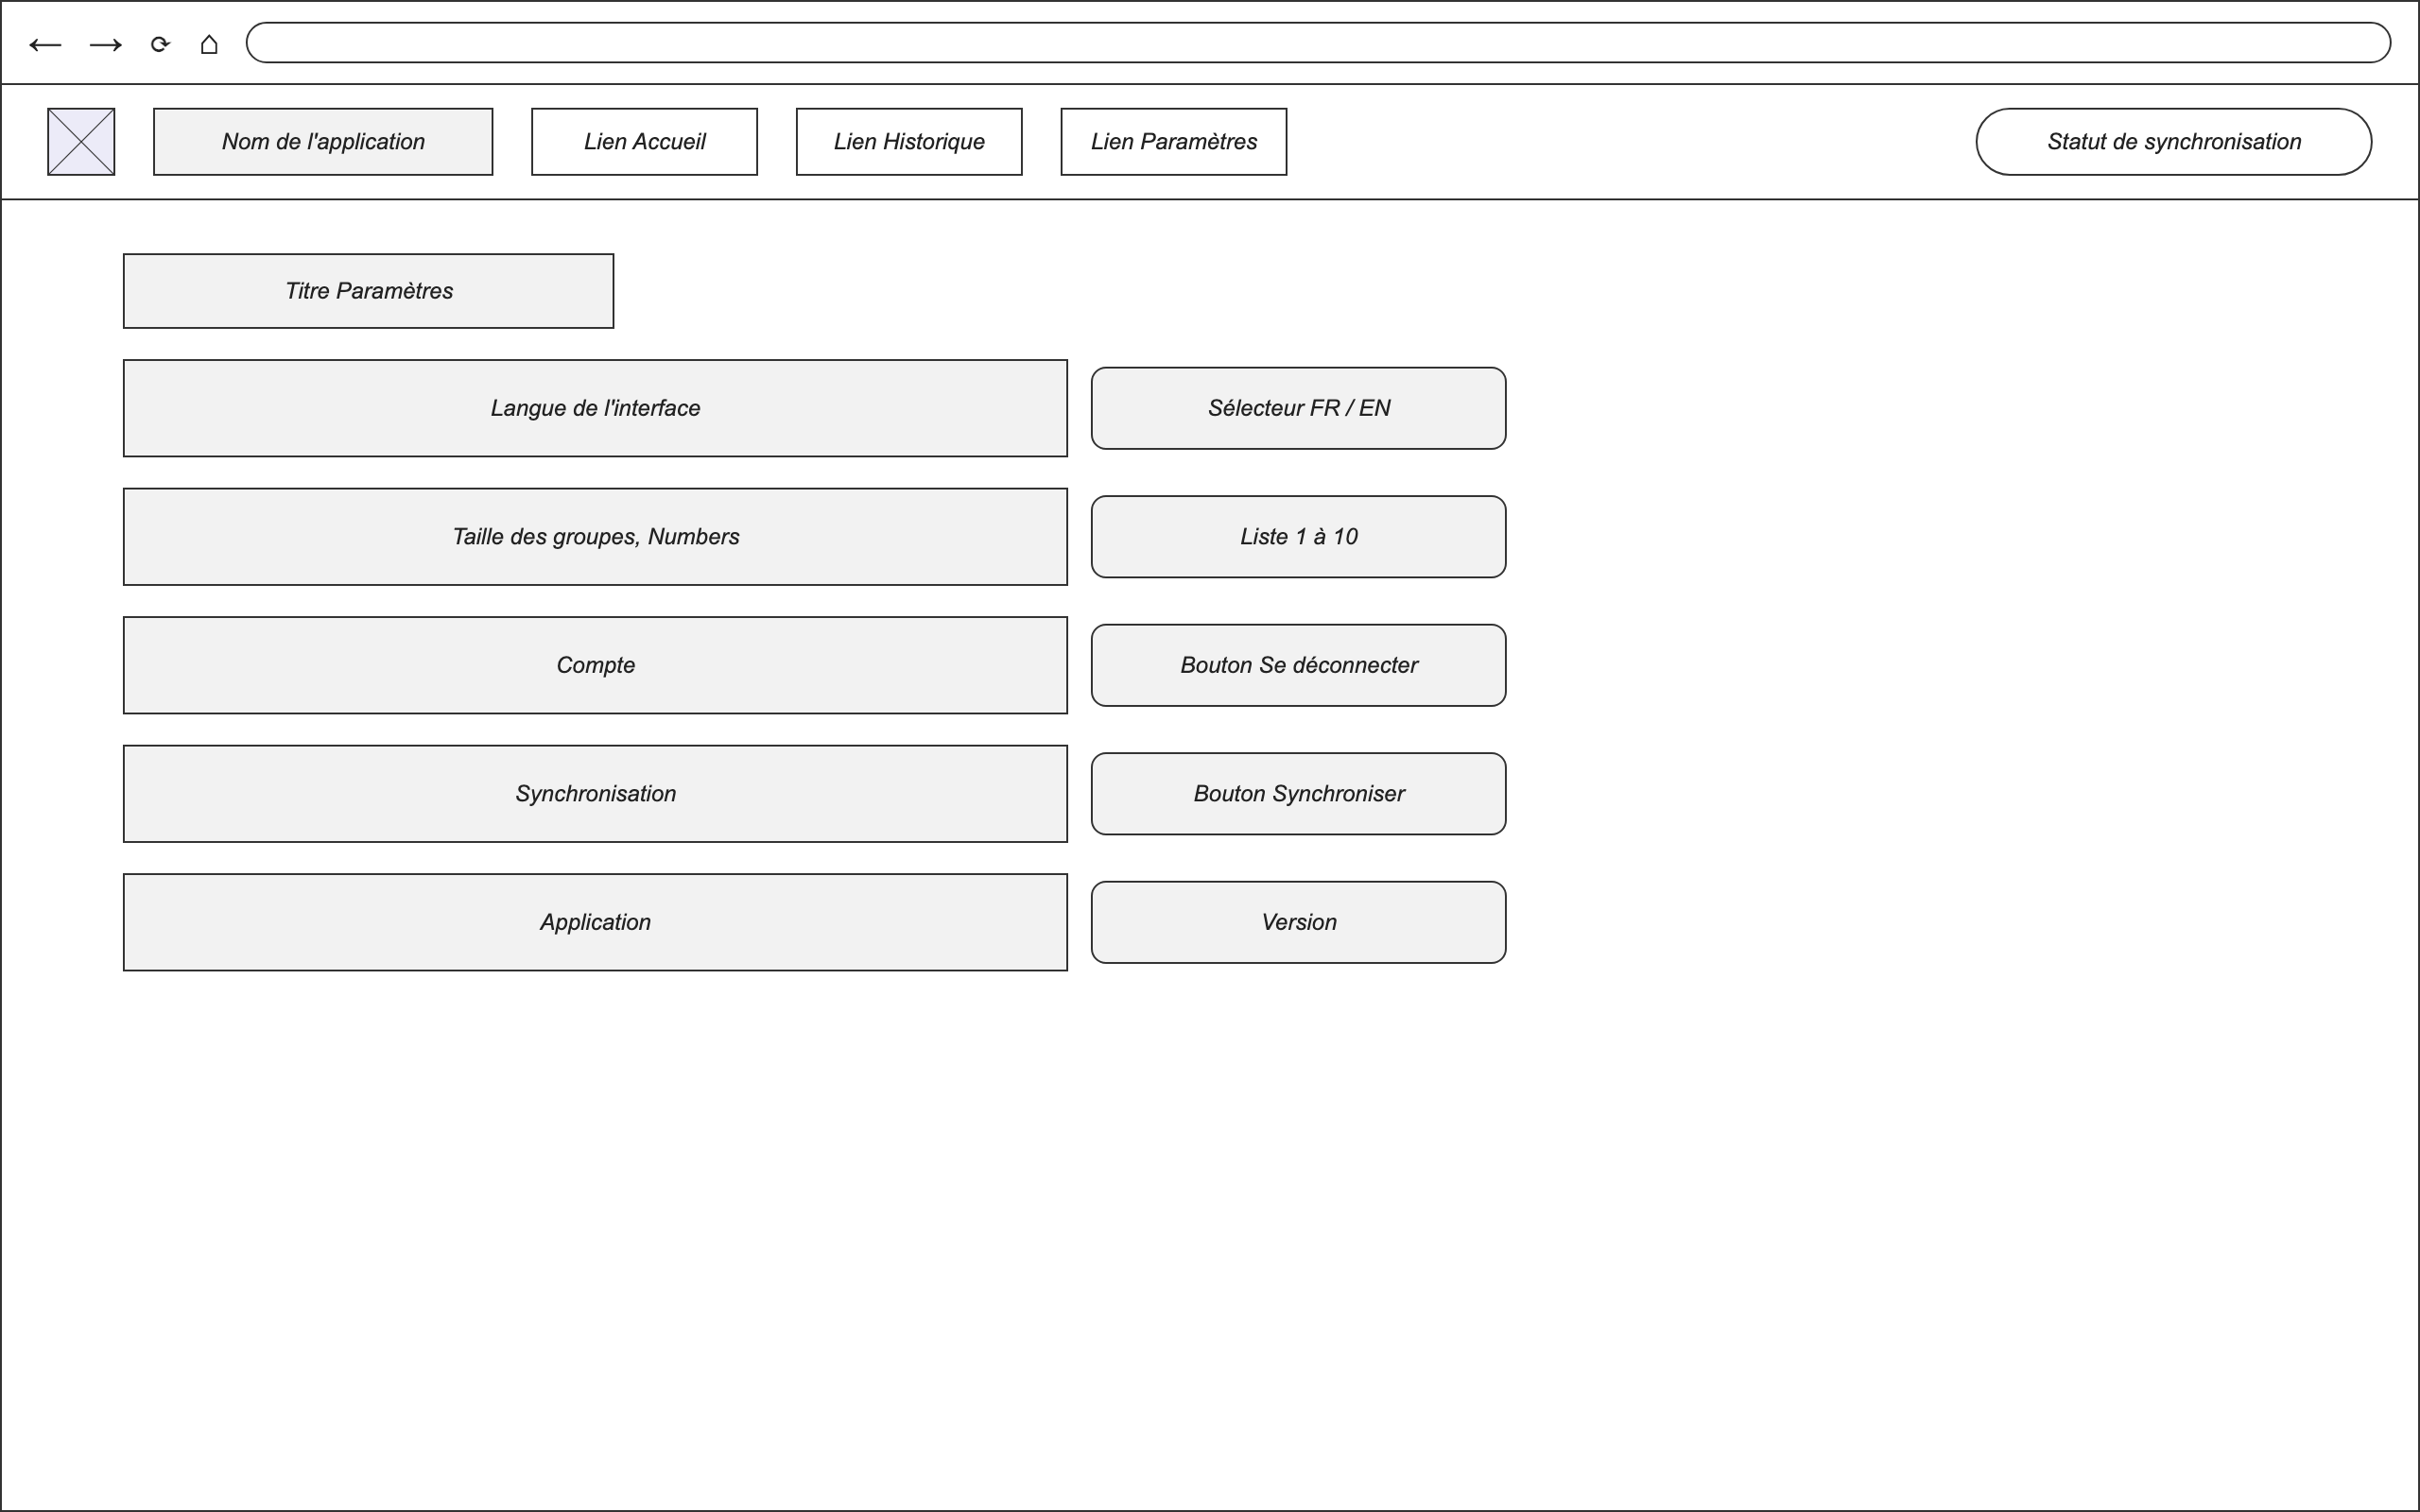 Nom de l'application
Lien Accueil
Lien Historique
Lien Paramètres
Statut de synchronisation
Titre Paramètres
Langue de l'interface
Sélecteur FR / EN
Taille des groupes, Numbers
Liste 1 à 10
Compte
Bouton Se déconnecter
Synchronisation
Bouton Synchroniser
Application
Version